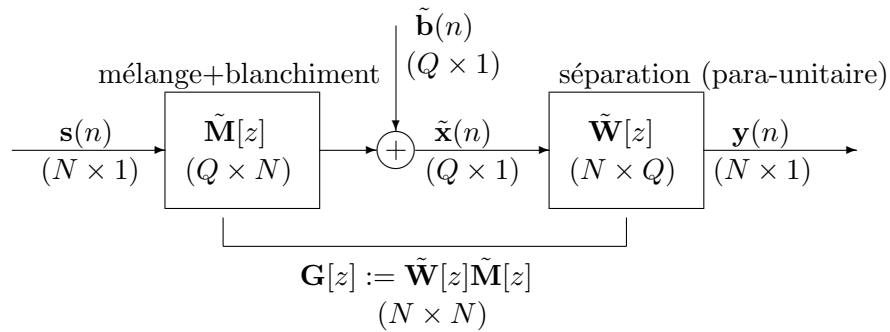 b̃(n)
(Q × 1)
mélange+blanchiment
séparation (para-unitaire)
s(n)
(N × 1)
M̃[z]
(Q × N)
+
x̃(n)
(Q × 1)
W̃[z]
(N × Q)
y(n)
(N × 1)
G[z] := W̃[z]M̃[z]
(N × N)